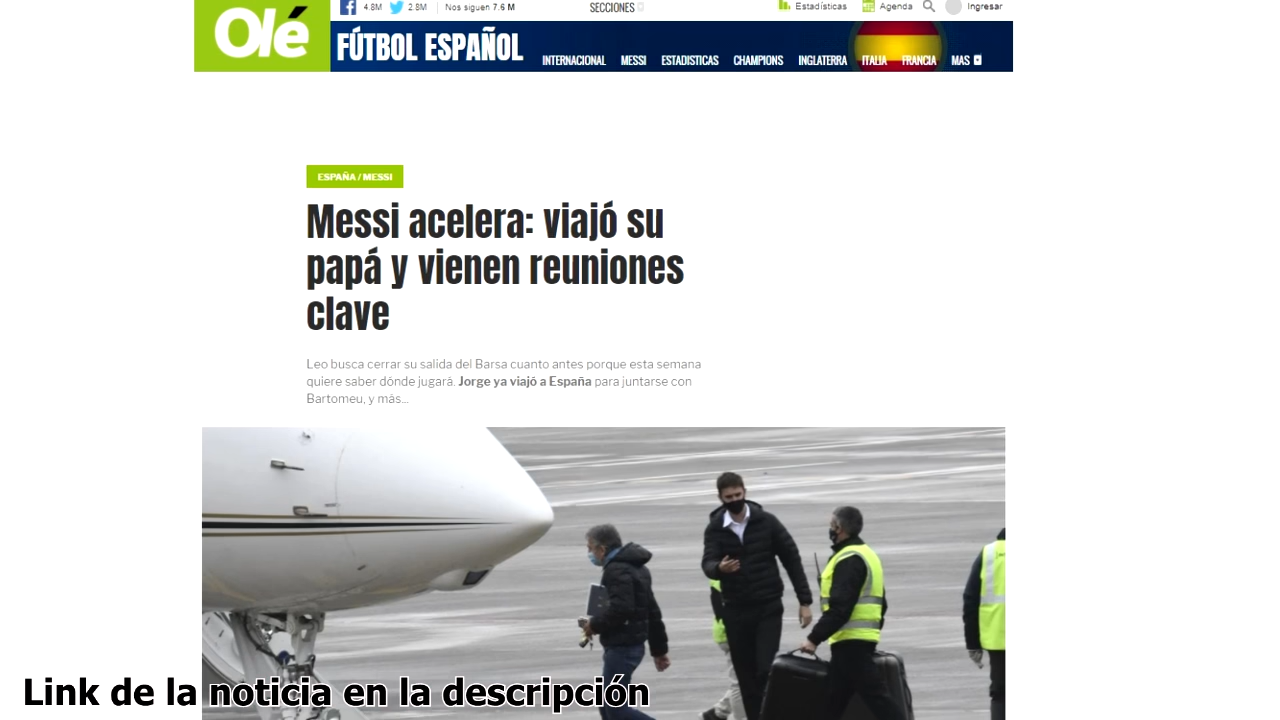 Olé
4.8M 2.8M Nos siguen 7.6 M SECCIONES Estadísticas Agenda Ingresar
FÚTBOL ESPAÑOL INTERNACIONAL MESSI ESTADISTICAS CHAMPIONS INGLATERRA ITALIA FRANCIA MAS
ESPAÑA / MESSI
Messi acelera: viajó su
papá y vienen reuniones
clave
Leo busca cerrar su salida del Barsa cuanto antes porque esta semana
quiere saber dónde jugará. Jorge ya viajó a España para juntarse con
Bartomeu, y más...
Link de la noticia en la descripción